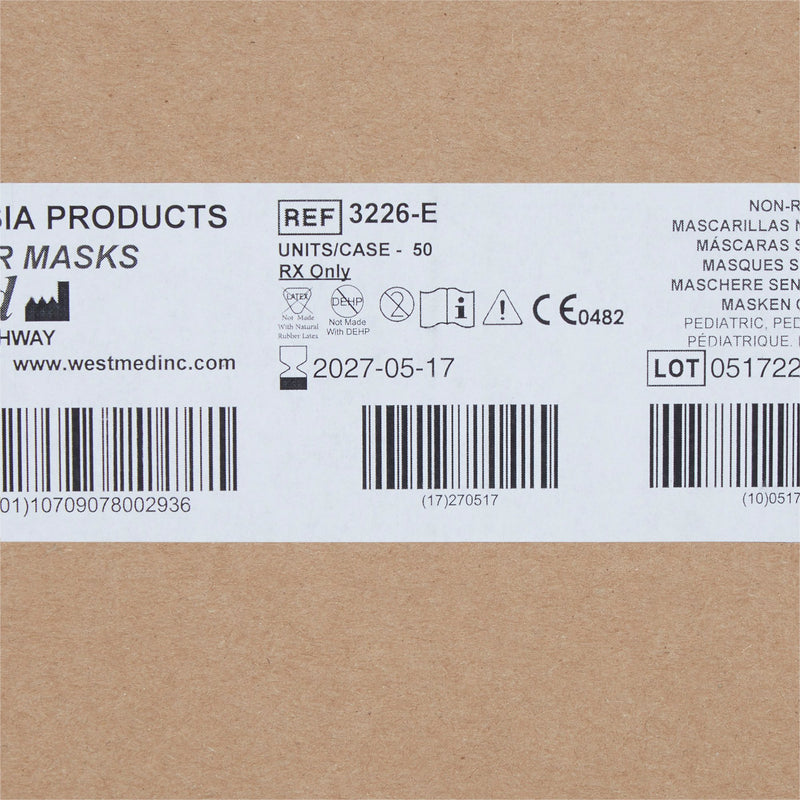 SIA PRODUCTS
R MASKS
d
HWAY
www.westmedinc.com
01)10709078002936
REF 3226-E
UNITS/CASE - 50
RX Only
LATEX
Not Made
With Natural
Rubber Latex
DEHP
Not Made
With DEHP
2
i
!
CE0482
2027-05-17
(17)270517
NON-R
MASCARILLAS N
MÁSCARAS S
MASQUES S
MASCHERE SEN
MASKEN O
PEDIATRIC, PED
PÉDIATRIQUE.
LOT 051722
(10)0517